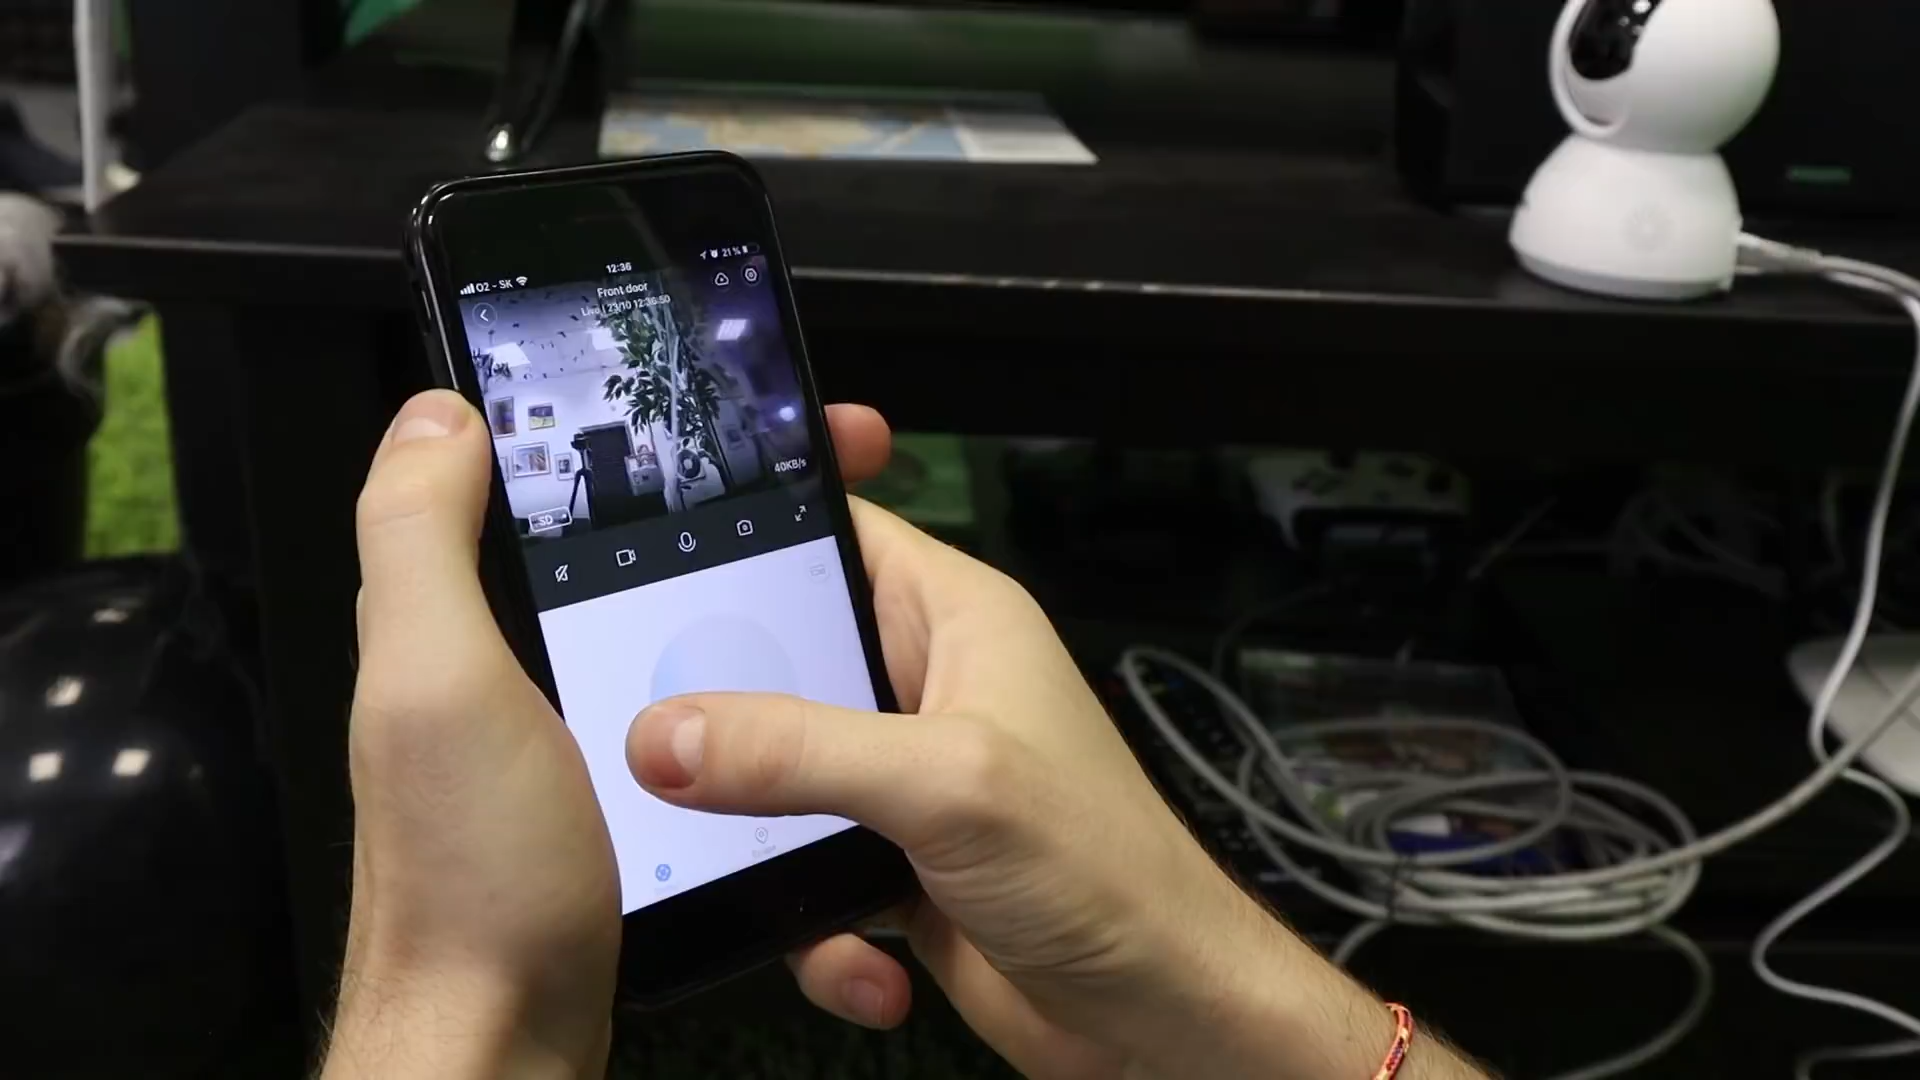 12:36
21 %
O2 - SK
Front door
Live | 23/10 12:36:50
40KB/s
SD